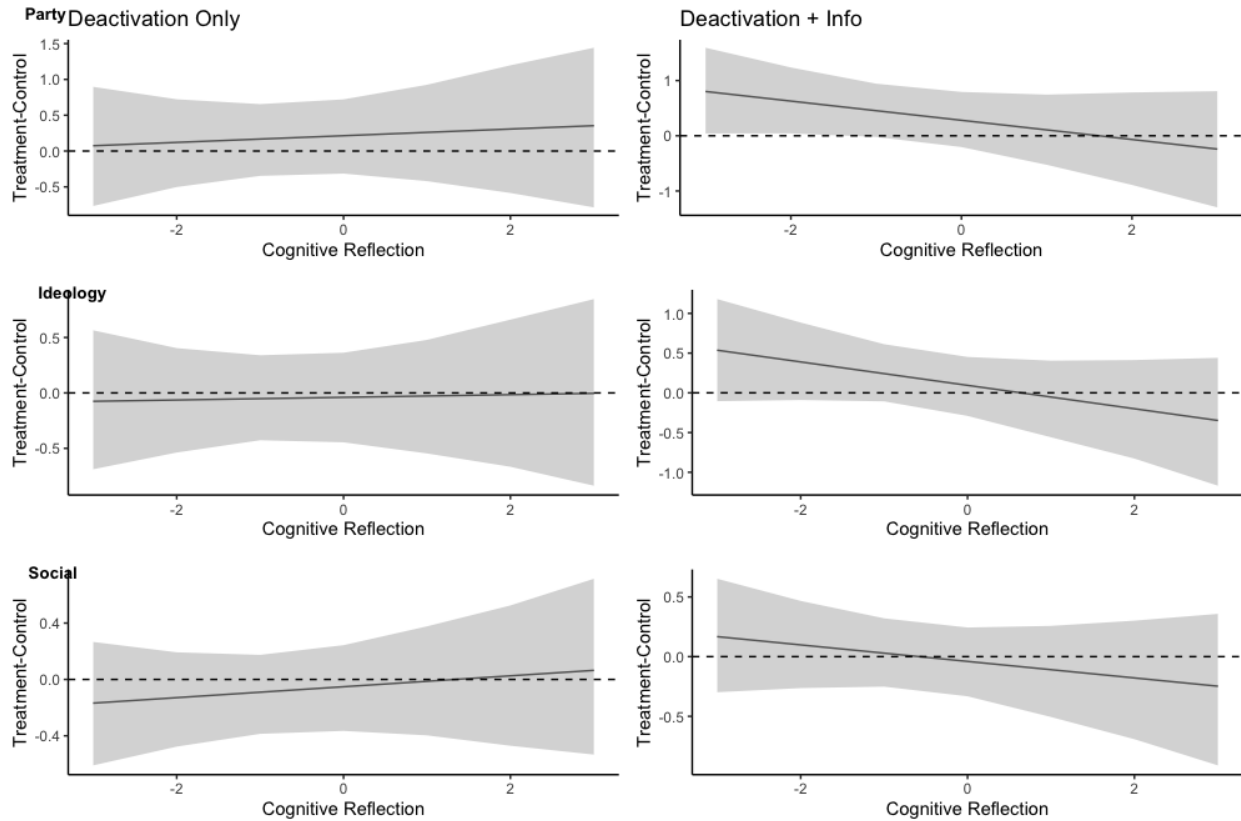 Party Deactivation Only
Deactivation + Info
Treatment-Control
1.5
1.0
0.5
0.0
-0.5
-2
0
2
Cognitive Reflection
Treatment-Control
1
0
-1
-2
0
2
Cognitive Reflection
Ideology
Treatment-Control
0.5
0.0
-0.5
-2
0
2
Cognitive Reflection
Treatment-Control
1.0
0.5
0.0
-0.5
-1.0
-2
0
2
Cognitive Reflection
Social
Treatment-Control
0.4
0.0
-0.4
-2
0
2
Cognitive Reflection
Treatment-Control
0.5
0.0
-0.5
-2
0
2
Cognitive Reflection